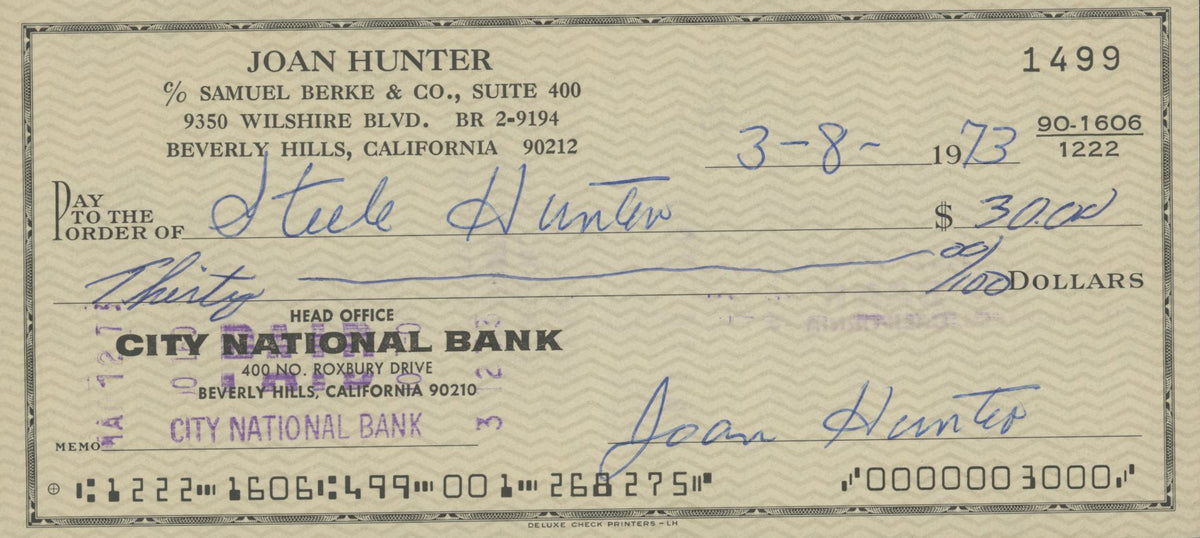 JOAN HUNTER
1499
℅ SAMUEL BERKE & CO., SUITE 400
9350 WILSHIRE BLVD. BR 2-9194
BEVERLY HILLS, CALIFORNIA 90212
3-8- 1973
90-1606
1222
PAY TO THE ORDER OF Steele Hunter $ 30.00
Thirty 00/100 DOLLARS
HEAD OFFICE
CITY NATIONAL BANK
PAID
400 NO. ROXBURY DRIVE
BEVERLY HILLS, CALIFORNIA 90210
CITY NATIONAL BANK
Joan Hunter
MEMO
⑆1222⑉1606⑆499⑉001⑉268275⑈ ⑈0000003000⑈
DELUXE CHECK PRINTERS - LH